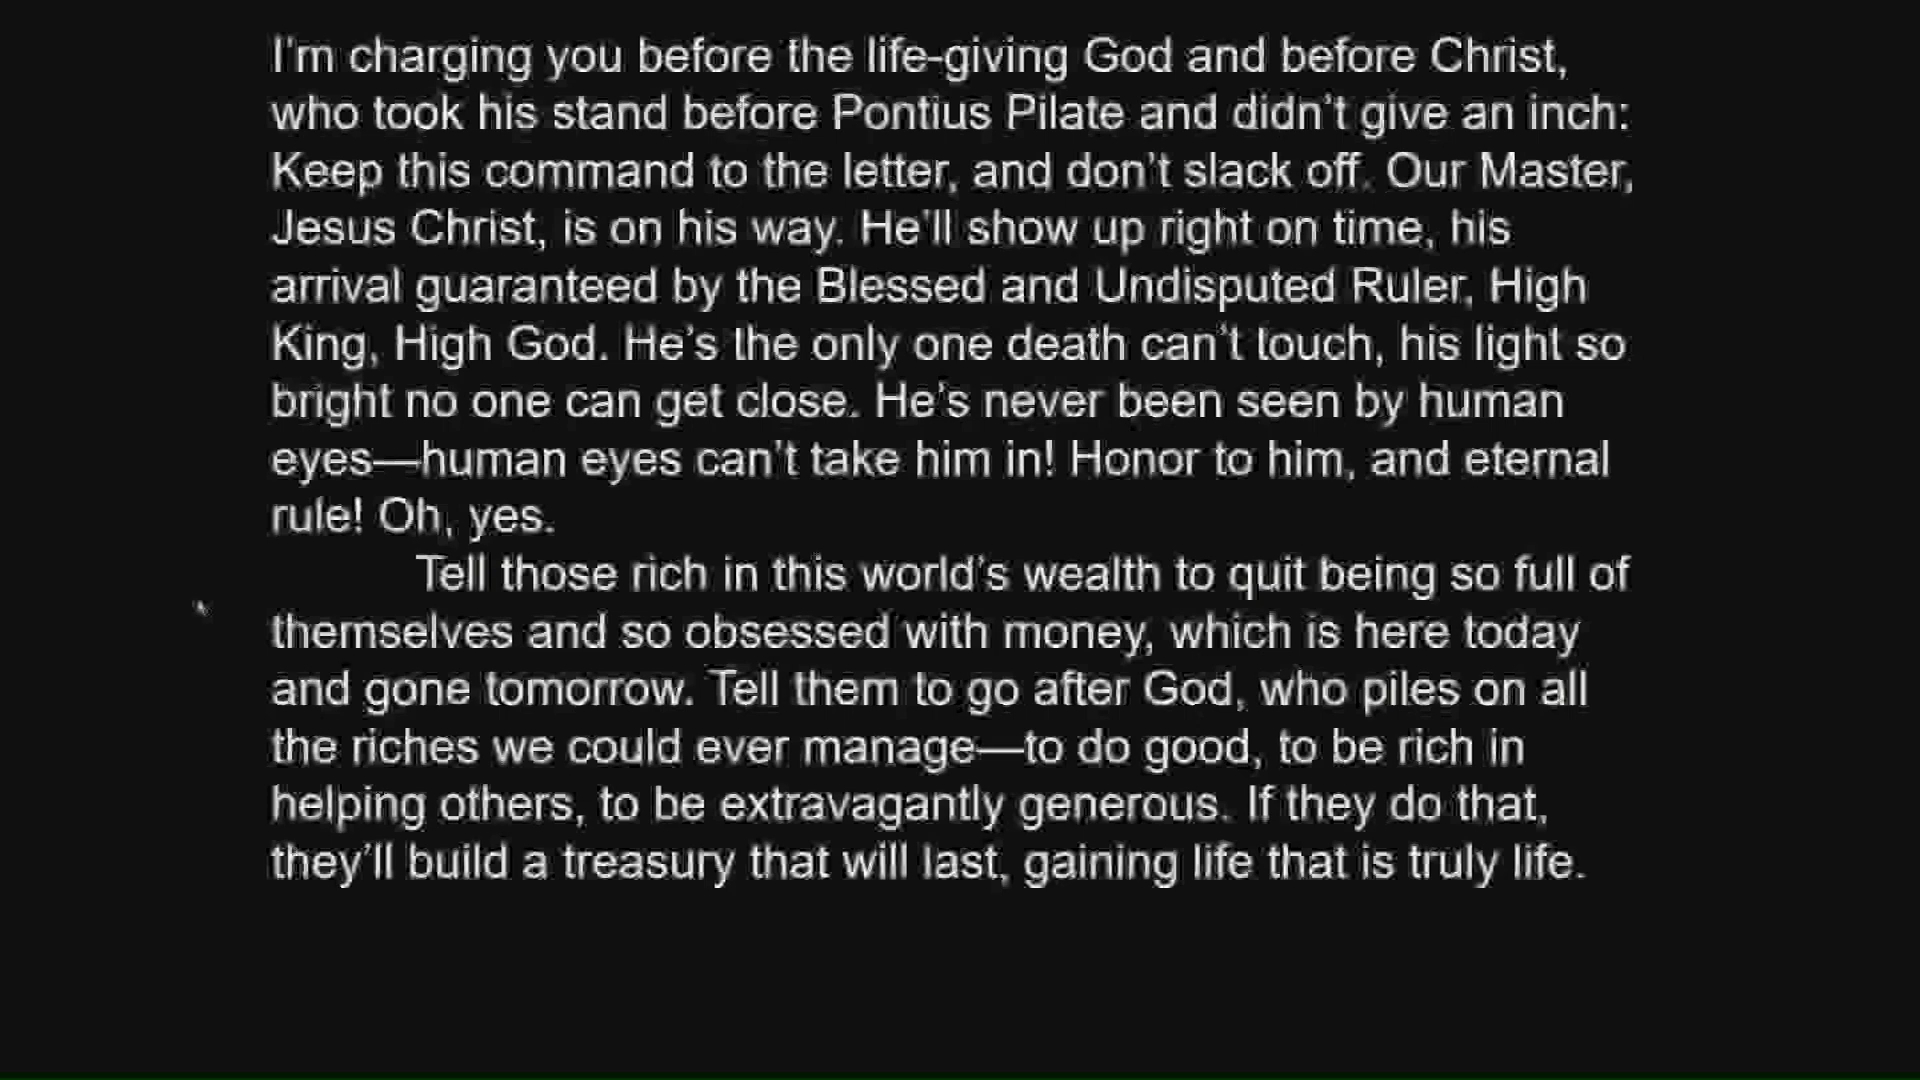 I'm charging you before the life-giving God and before Christ,
who took his stand before Pontius Pilate and didn't give an inch:
Keep this command to the letter, and don't slack off. Our Master,
Jesus Christ, is on his way. He'll show up right on time, his
arrival guaranteed by the Blessed and Undisputed Ruler, High
King, High God. He's the only one death can't touch, his light so
bright no one can get close. He's never been seen by human
eyes—human eyes can't take him in! Honor to him, and eternal
rule! Oh, yes.
Tell those rich in this world's wealth to quit being so full of
themselves and so obsessed with money, which is here today
and gone tomorrow. Tell them to go after God, who piles on all
the riches we could ever manage—to do good, to be rich in
helping others, to be extravagantly generous. If they do that,
they'll build a treasury that will last, gaining life that is truly life.